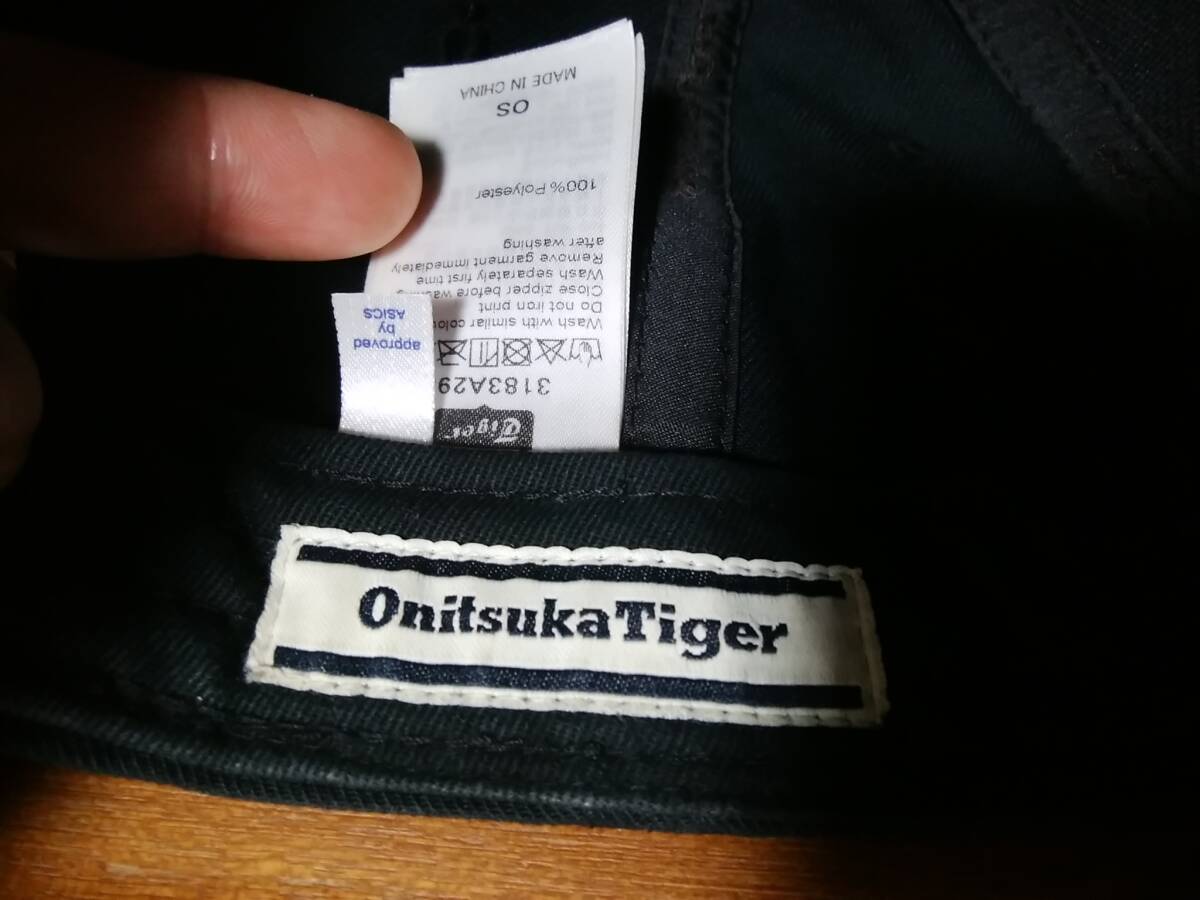 Tiger
3183A29
Wash with similar colou
Do not iron print
Close zipper before washing
Wash separately first time
Remove garment immediately
after washing
100% Polyester
OS
MADE IN CHINA
approved
by
ASICS
OnitsukaTiger